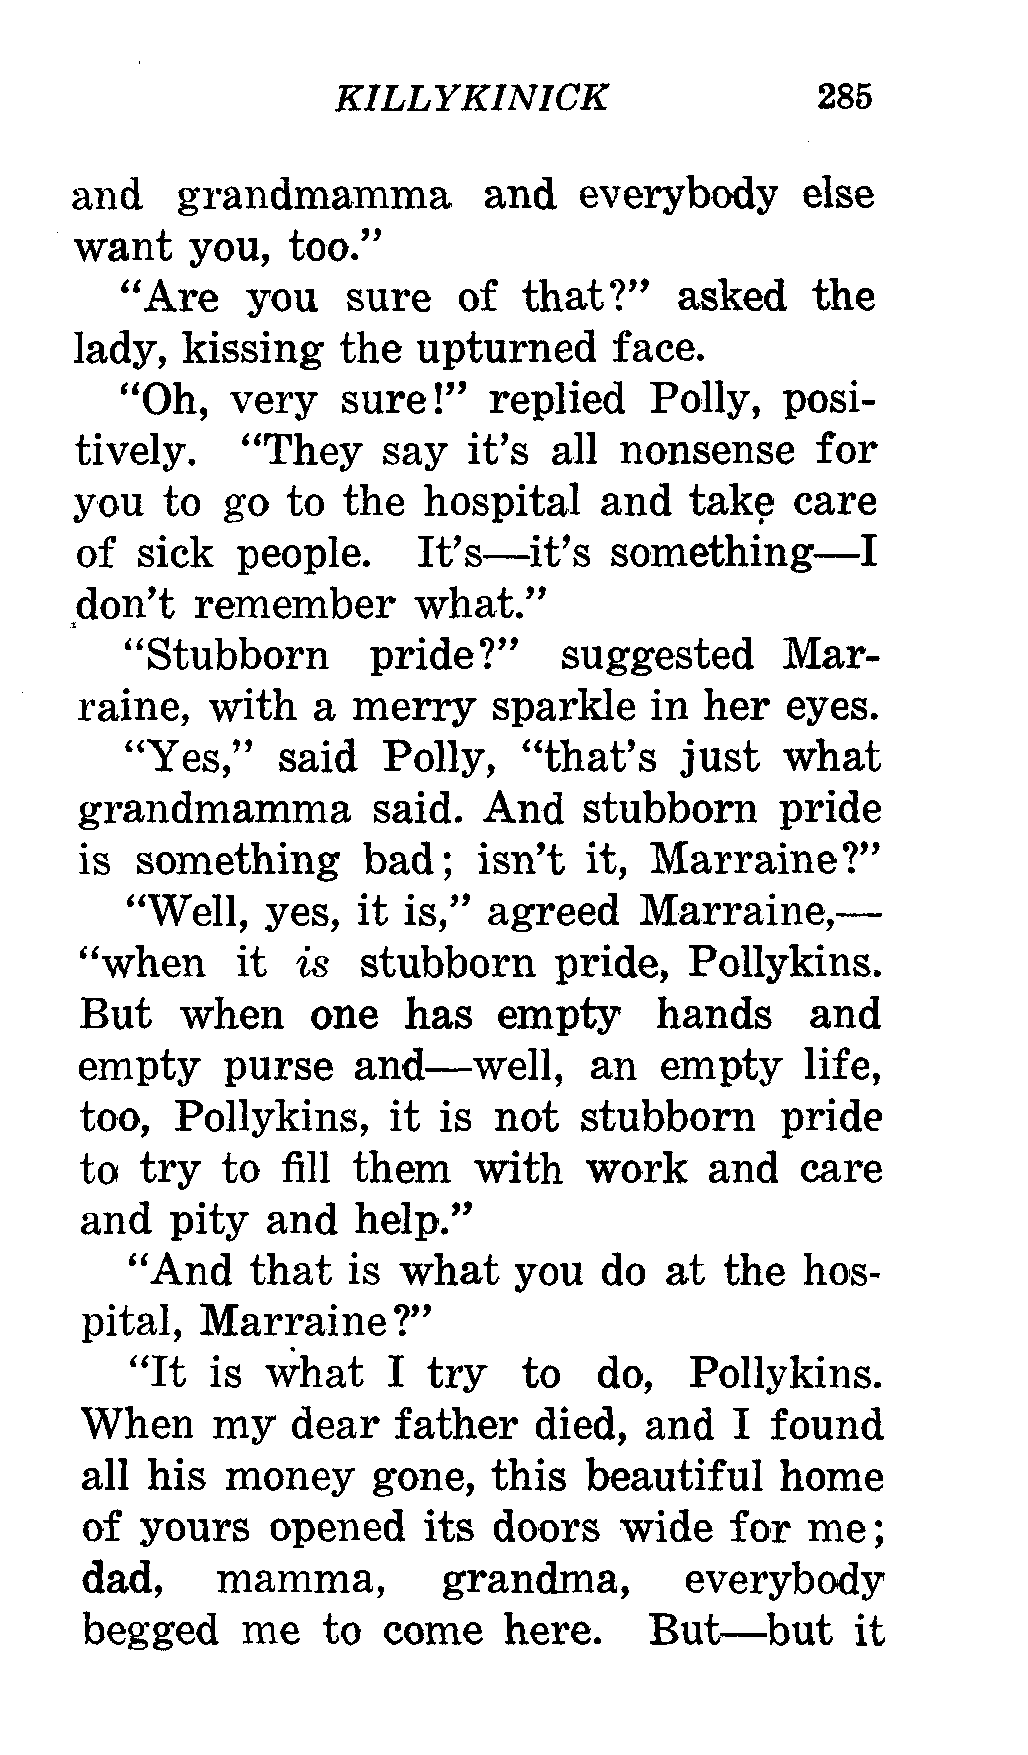 KILLYKINICK 285
and grandmamma and everybody else
want you, too."
"Are you sure of that?" asked the
lady, kissing the upturned face.
"Oh, very sure!" replied Polly, posi-
tively. "They say it's all nonsense for
you to go to the hospital and take care
of sick people. It's—it's something—I
don't remember what."
"Stubborn pride?" suggested Mar-
raine, with a merry sparkle in her eyes.
"Yes," said Polly, "that's just what
grandmamma said. And stubborn pride
is something bad; isn't it, Marraine?"
"Well, yes, it is," agreed Marraine,—
"when it is stubborn pride, Pollykins.
But when one has empty hands and
empty purse and—well, an empty life,
too, Pollykins, it is not stubborn pride
to try to fill them with work and care
and pity and help."
"And that is what you do at the hos-
pital, Marraine?"
"It is what I try to do, Pollykins.
When my dear father died, and I found
all his money gone, this beautiful home
of yours opened its doors wide for me;
dad, mamma, grandma, everybody
begged me to come here. But—but it